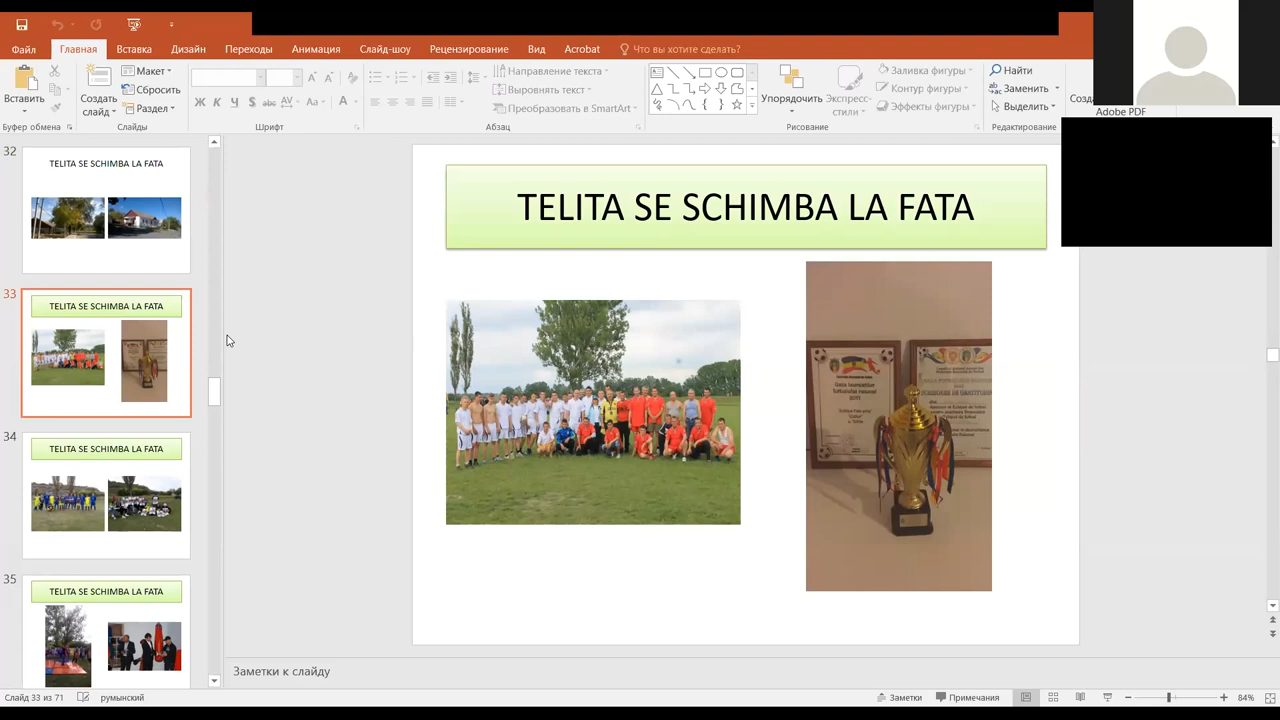 Файл
Главная
Вставка
Дизайн
Переходы
Анимация
Слайд-шоу
Рецензирование
Вид
Acrobat
Что вы хотите сделать?
Вставить
Создать
слайд
Макет
Сбросить
Раздел
Ж К Ч S abc AV Aa A
Направление текста
Выровнять текст
Преобразовать в SmartArt
Упорядочить
Экспресс-
стили
Заливка фигуры
Контур фигуры
Эффекты фигуры
Найти
Заменить
Выделить
Adobe PDF
Буфер обмена
Слайды
Шрифт
Абзац
Рисование
Редактирование
32
TELITA SE SCHIMBA LA FATA
33
TELITA SE SCHIMBA LA FATA
34
TELITA SE SCHIMBA LA FATA
35
TELITA SE SCHIMBA LA FATA
TELITA SE SCHIMBA LA FATA
Заметки к слайду
Слайд 33 из 71
румынский
Заметки
Примечания
84%